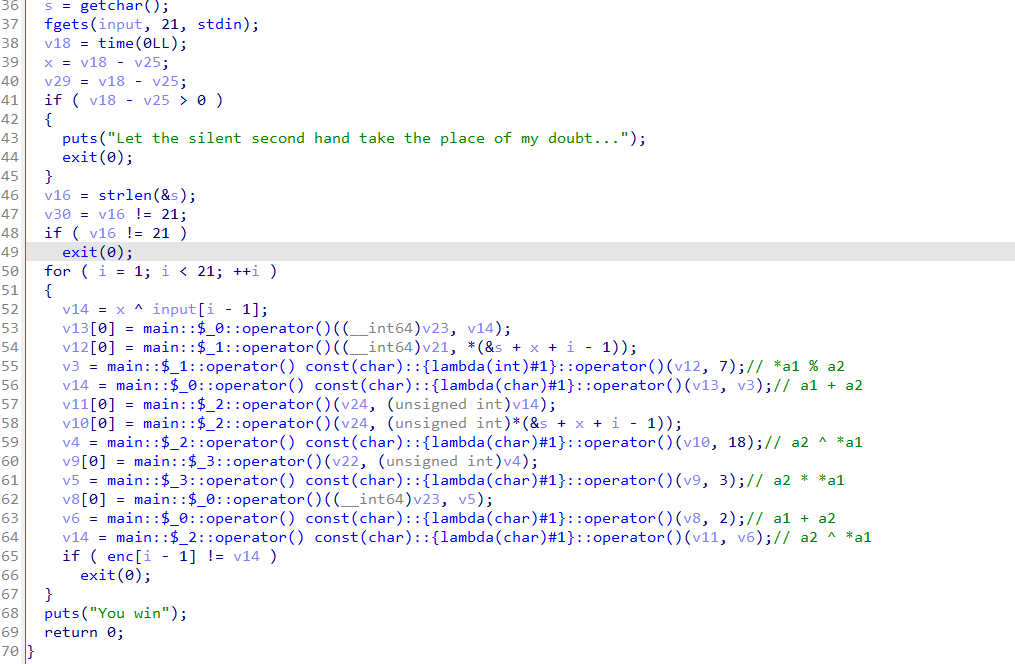 36 s = getchar();
37 fgets(input, 21, stdin);
38 v18 = time(0LL);
39 x = v18 - v25;
40 v29 = v18 - v25;
41 if ( v18 - v25 > 0 )
42 {
43 puts("Let the silent second hand take the place of my doubt...");
44 exit(0);
45 }
46 v16 = strlen(&s);
47 v30 = v16 != 21;
48 if ( v16 != 21 )
49 exit(0);
50 for ( i = 1; i < 21; ++i )
51 {
52 v14 = x ^ input[i - 1];
53 v13[0] = main::$_0::operator()((__int64)v23, v14);
54 v12[0] = main::$_1::operator()((__int64)v21, *(&s + x + i - 1));
55 v3 = main::$_1::operator() const(char)::{lambda(int)#1}::operator()(v12, 7);// *a1 % a2
56 v14 = main::$_0::operator() const(char)::{lambda(char)#1}::operator()(v13, v3);// a1 + a2
57 v11[0] = main::$_2::operator()(v24, (unsigned int)v14);
58 v10[0] = main::$_2::operator()(v24, (unsigned int)*(&s + x + i - 1));
59 v4 = main::$_2::operator() const(char)::{lambda(char)#1}::operator()(v10, 18);// a2 ^ *a1
60 v9[0] = main::$_3::operator()(v22, (unsigned int)v4);
61 v5 = main::$_3::operator() const(char)::{lambda(char)#1}::operator()(v9, 3);// a2 * *a1
62 v8[0] = main::$_0::operator()((__int64)v23, v5);
63 v6 = main::$_0::operator() const(char)::{lambda(char)#1}::operator()(v8, 2);// a1 + a2
64 v14 = main::$_2::operator() const(char)::{lambda(char)#1}::operator()(v11, v6);// a2 ^ *a1
65 if ( enc[i - 1] != v14 )
66 exit(0);
67 }
68 puts("You win");
69 return 0;
70 }